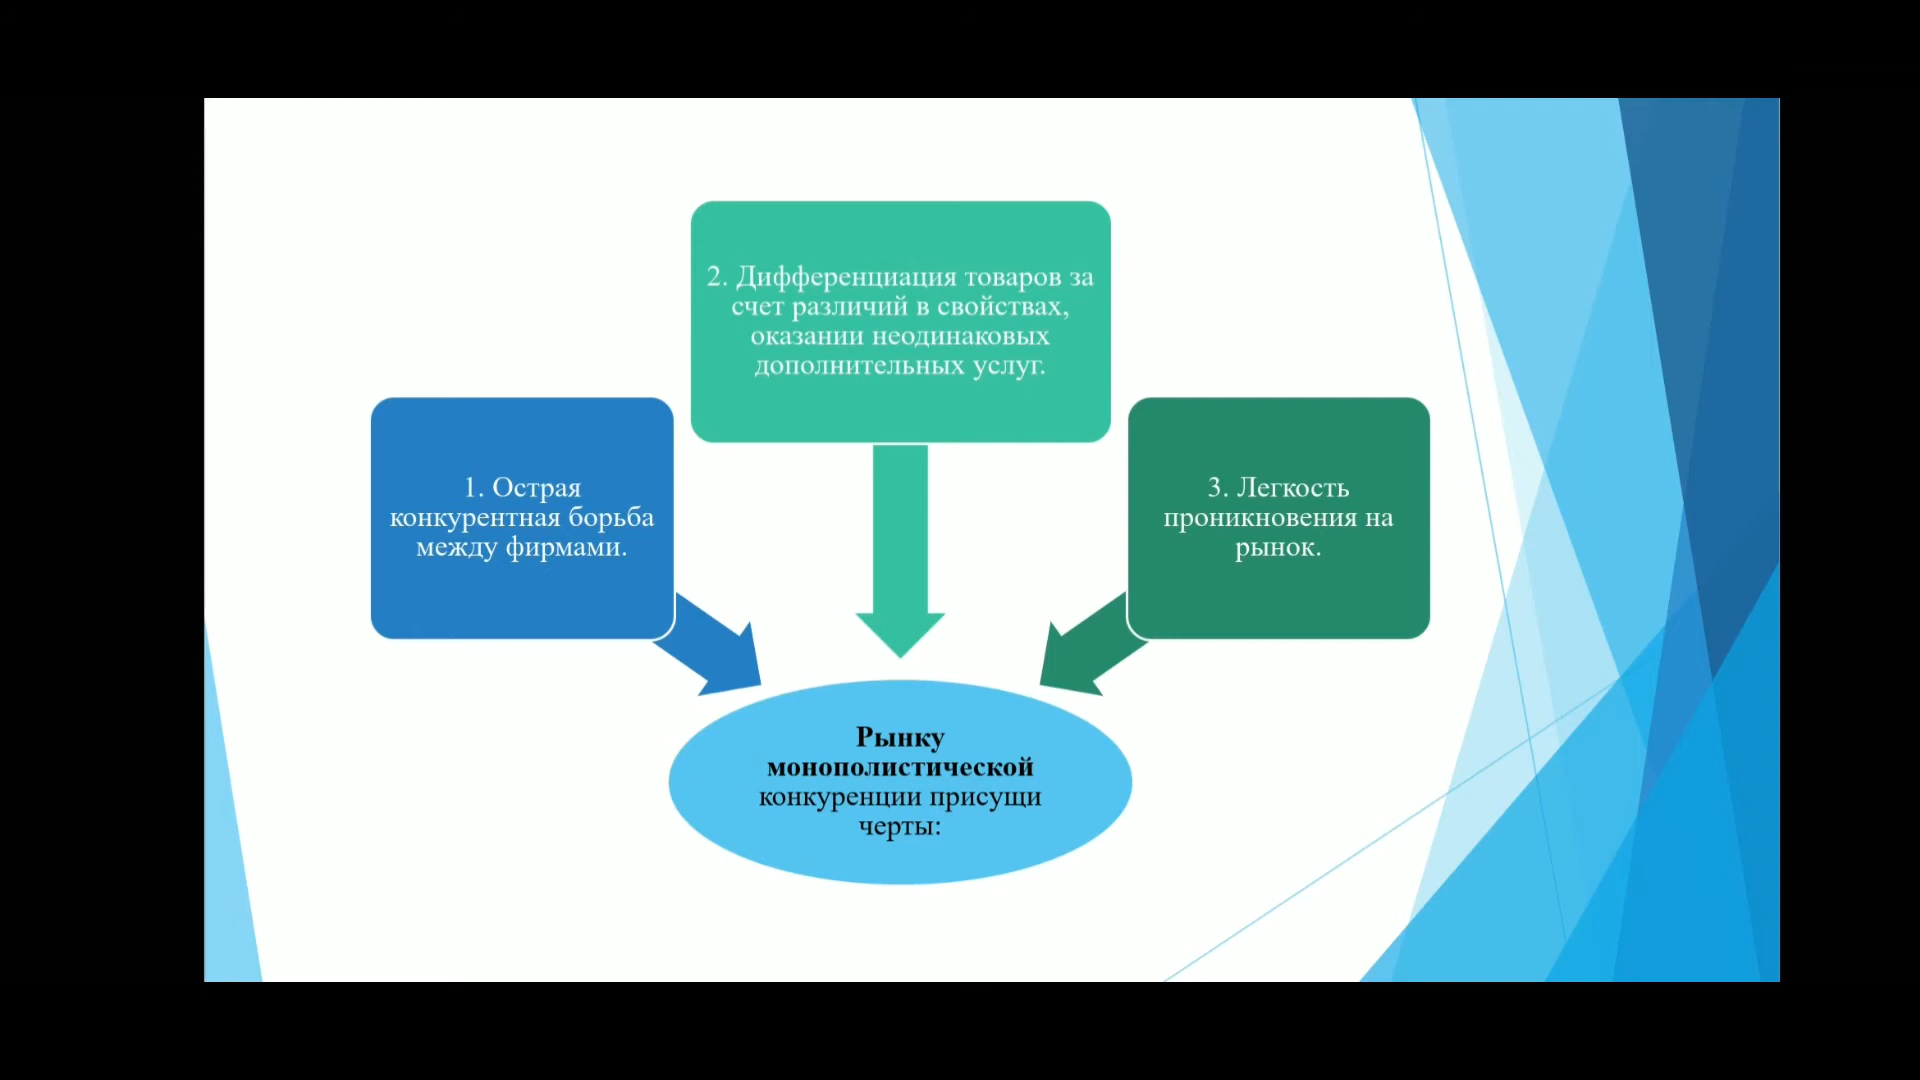 2. Дифференциация товаров за
счет различий в свойствах,
оказании неодинаковых
дополнительных услуг.
1. Острая
конкурентная борьба
между фирмами.
3. Легкость
проникновения на
рынок.
Рынку
монополистической
конкуренции присущи
черты: